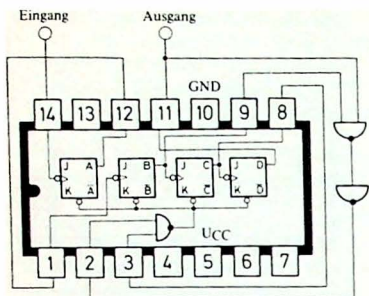 Eingang Ausgang
GND
14 13 12 11 10 9 8
J A J B J C J D
K A̅ K B̅ K C̅ K D̅
UCC
1 2 3 4 5 6 7